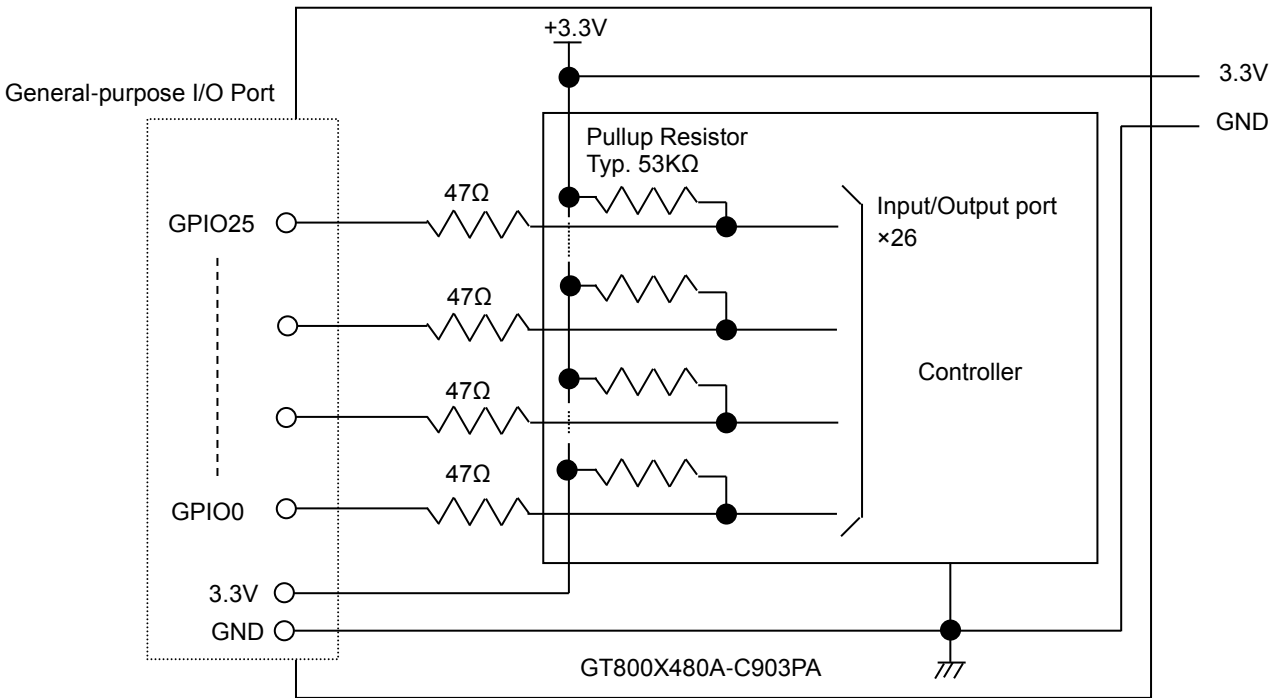 +3.3V
3.3V
General-purpose I/O Port
GND
Pullup Resistor
Typ. 53KΩ
47Ω
GPIO25
Input/Output port
×26
47Ω
47Ω
Controller
47Ω
GPIO0
3.3V
GND
GT800X480A-C903PA